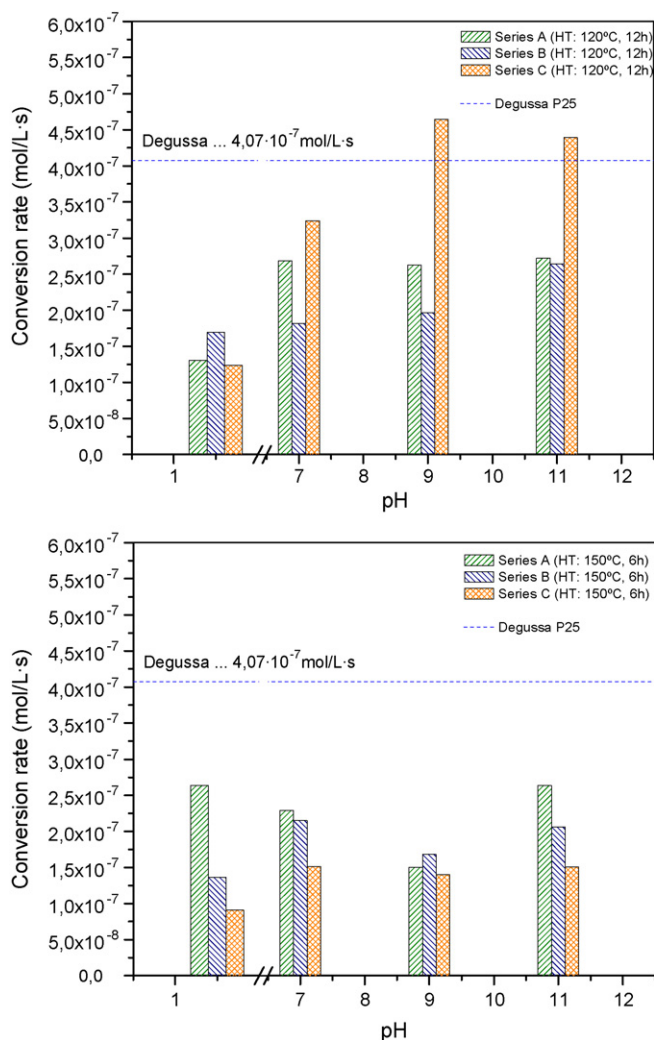 6,0x10⁻⁷
5,5x10⁻⁷
5,0x10⁻⁷
4,5x10⁻⁷
4,0x10⁻⁷
3,5x10⁻⁷
3,0x10⁻⁷
2,5x10⁻⁷
2,0x10⁻⁷
1,5x10⁻⁷
1,0x10⁻⁷
5,0x10⁻⁸
0,0
Conversion rate (mol/L·s)
Series A (HT: 120ºC, 12h)
Series B (HT: 120ºC, 12h)
Series C (HT: 120ºC, 12h)
Degussa P25
Degussa ... 4,07·10⁻⁷mol/L·s
1 7 8 9 10 11 12
pH
6,0x10⁻⁷
5,5x10⁻⁷
5,0x10⁻⁷
4,5x10⁻⁷
4,0x10⁻⁷
3,5x10⁻⁷
3,0x10⁻⁷
2,5x10⁻⁷
2,0x10⁻⁷
1,5x10⁻⁷
1,0x10⁻⁷
5,0x10⁻⁸
0,0
Conversion rate (mol/L·s)
Series A (HT: 150ºC, 6h)
Series B (HT: 150ºC, 6h)
Series C (HT: 150ºC, 6h)
Degussa P25
Degussa ... 4,07·10⁻⁷mol/L·s
1 7 8 9 10 11 12
pH